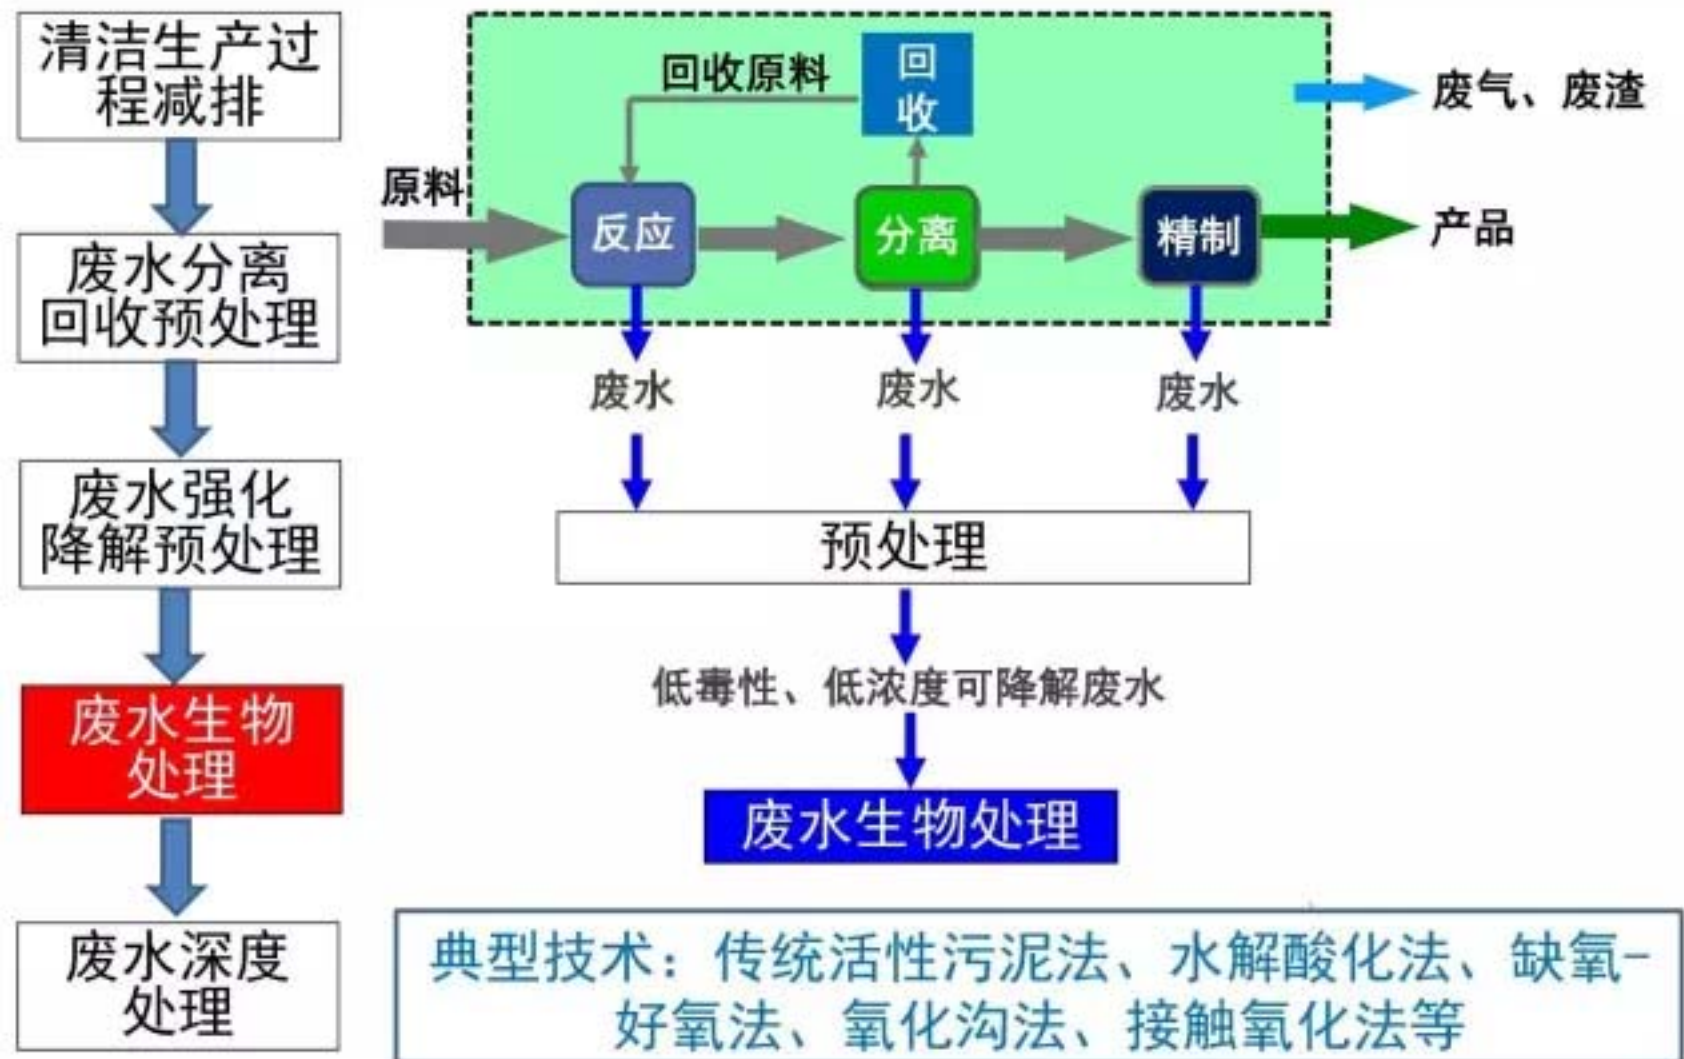 清洁生产过
程减排
废水分离
回收预处理
废水强化
降解预处理
废水生物
处理
废水深度
处理
回收原料
回
收
废气、废渣
原料
反应
分离
精制
产品
废水
废水
废水
预处理
低毒性、低浓度可降解废水
废水生物处理
典型技术：传统活性污泥法、水解酸化法、缺氧-
好氧法、氧化沟法、接触氧化法等